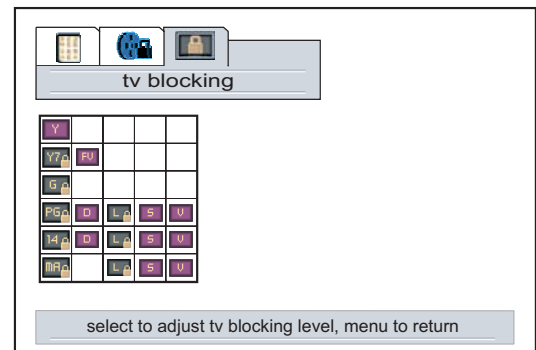 tv blocking
Y
Y7 FV
G
PG D L S V
14 D L S V
MA L S V
select to adjust tv blocking level, menu to return